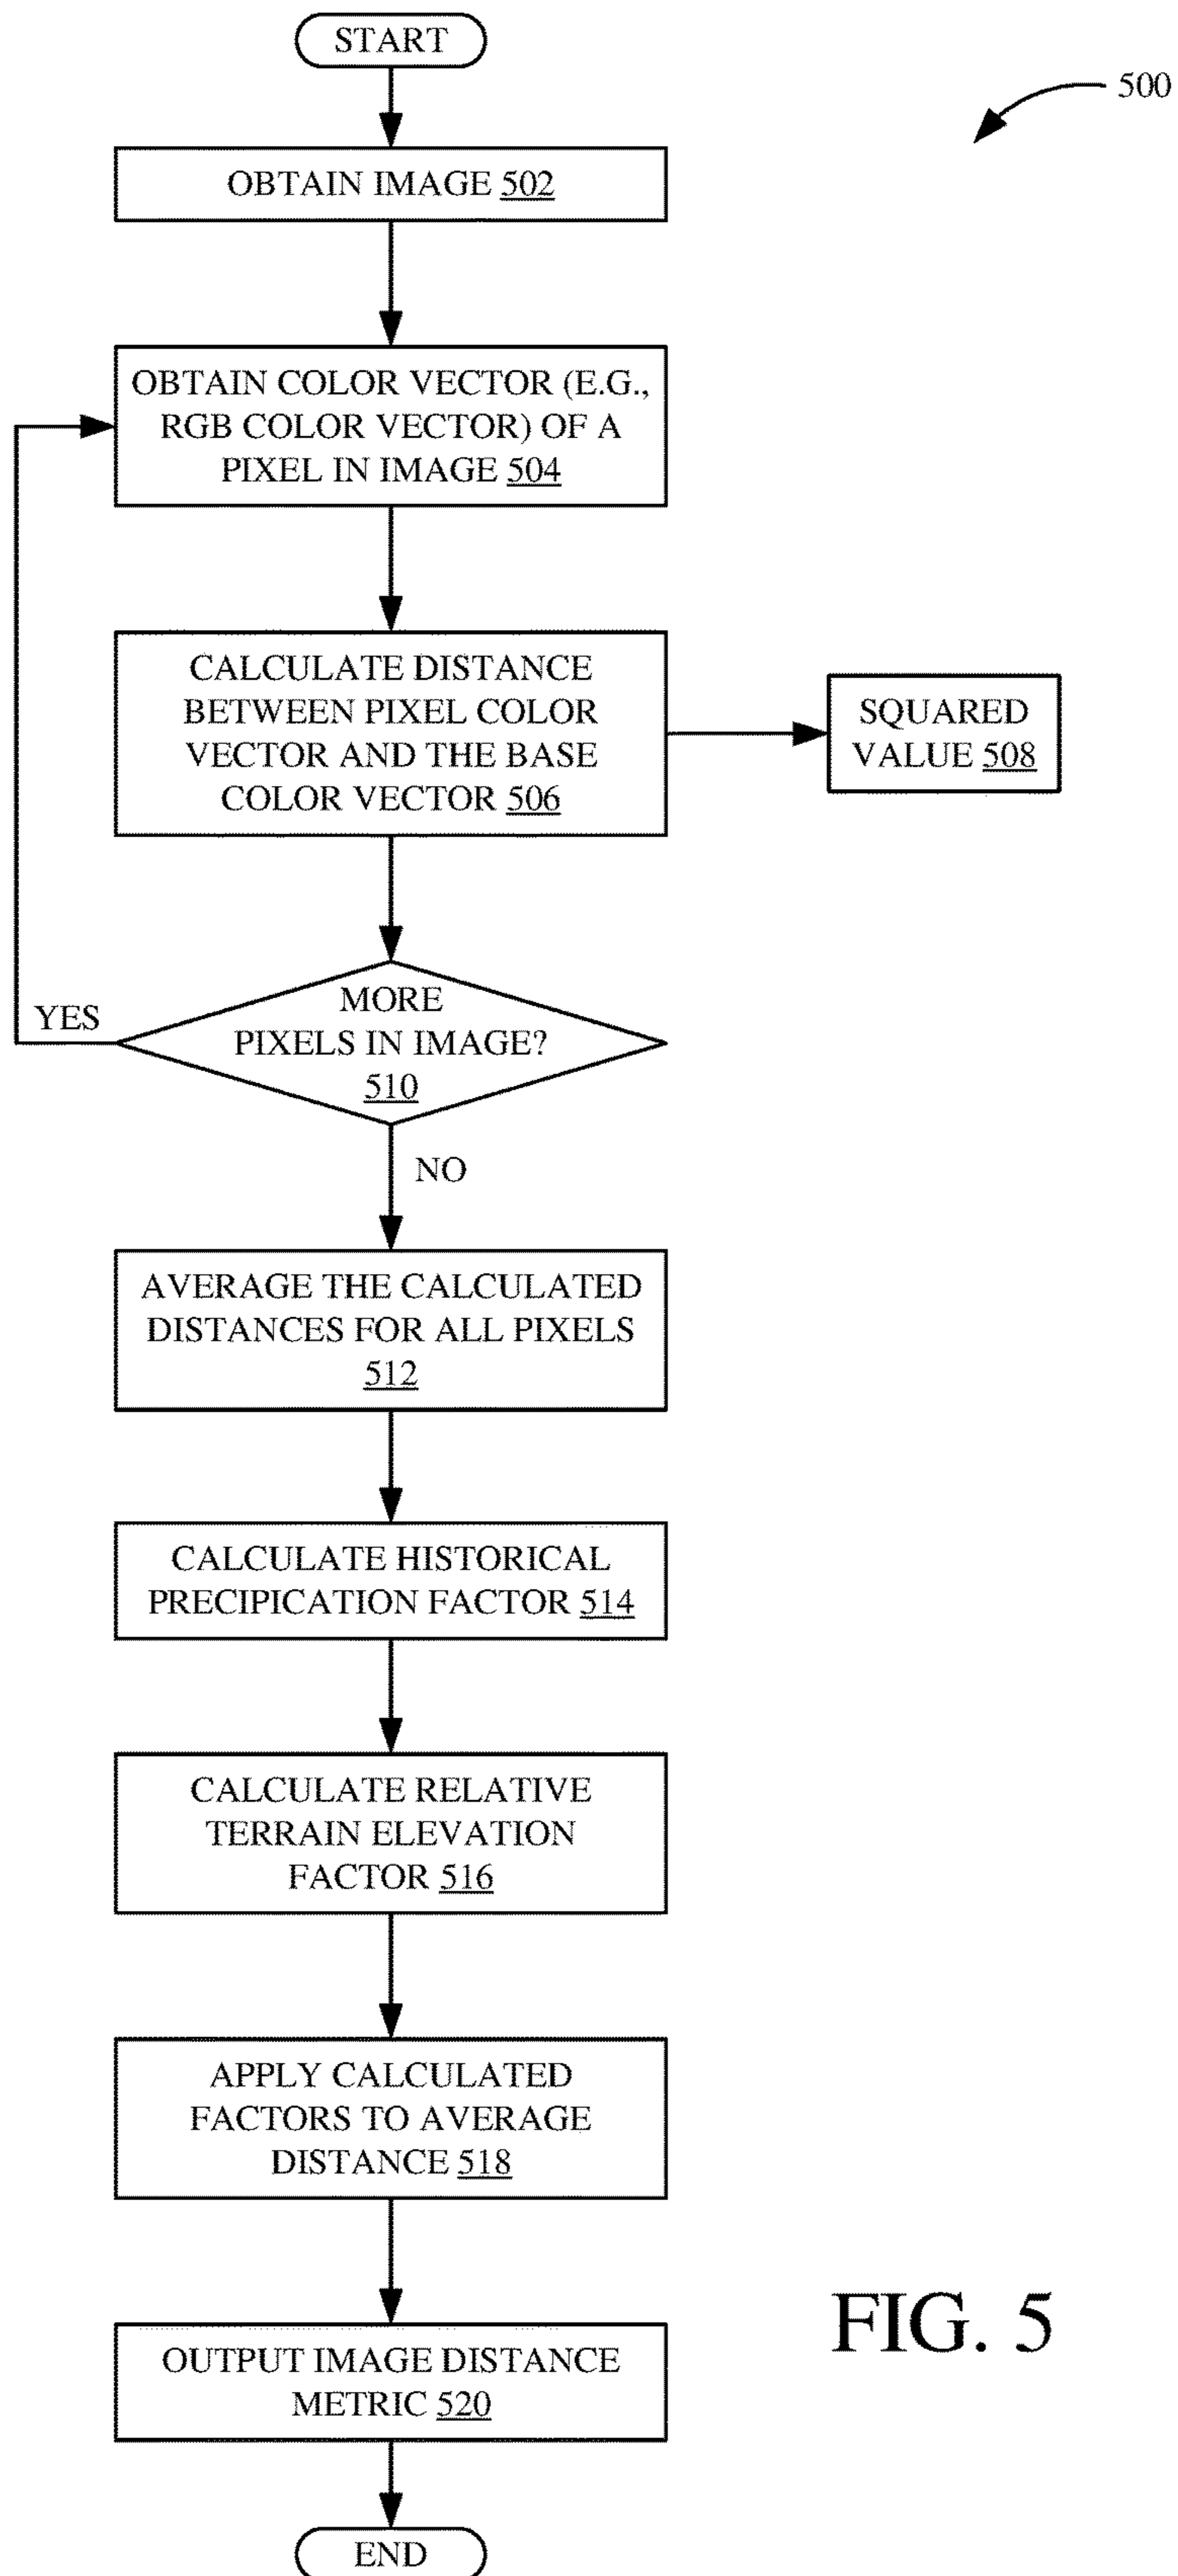 START
500
OBTAIN IMAGE 502
OBTAIN COLOR VECTOR (E.G.,
RGB COLOR VECTOR) OF A
PIXEL IN IMAGE 504
CALCULATE DISTANCE
BETWEEN PIXEL COLOR
VECTOR AND THE BASE
COLOR VECTOR 506
SQUARED
VALUE 508
MORE
PIXELS IN IMAGE?
510
YES
NO
AVERAGE THE CALCULATED
DISTANCES FOR ALL PIXELS
512
CALCULATE HISTORICAL
PRECIPICATION FACTOR 514
CALCULATE RELATIVE
TERRAIN ELEVATION
FACTOR 516
APPLY CALCULATED
FACTORS TO AVERAGE
DISTANCE 518
OUTPUT IMAGE DISTANCE
METRIC 520
END
FIG. 5